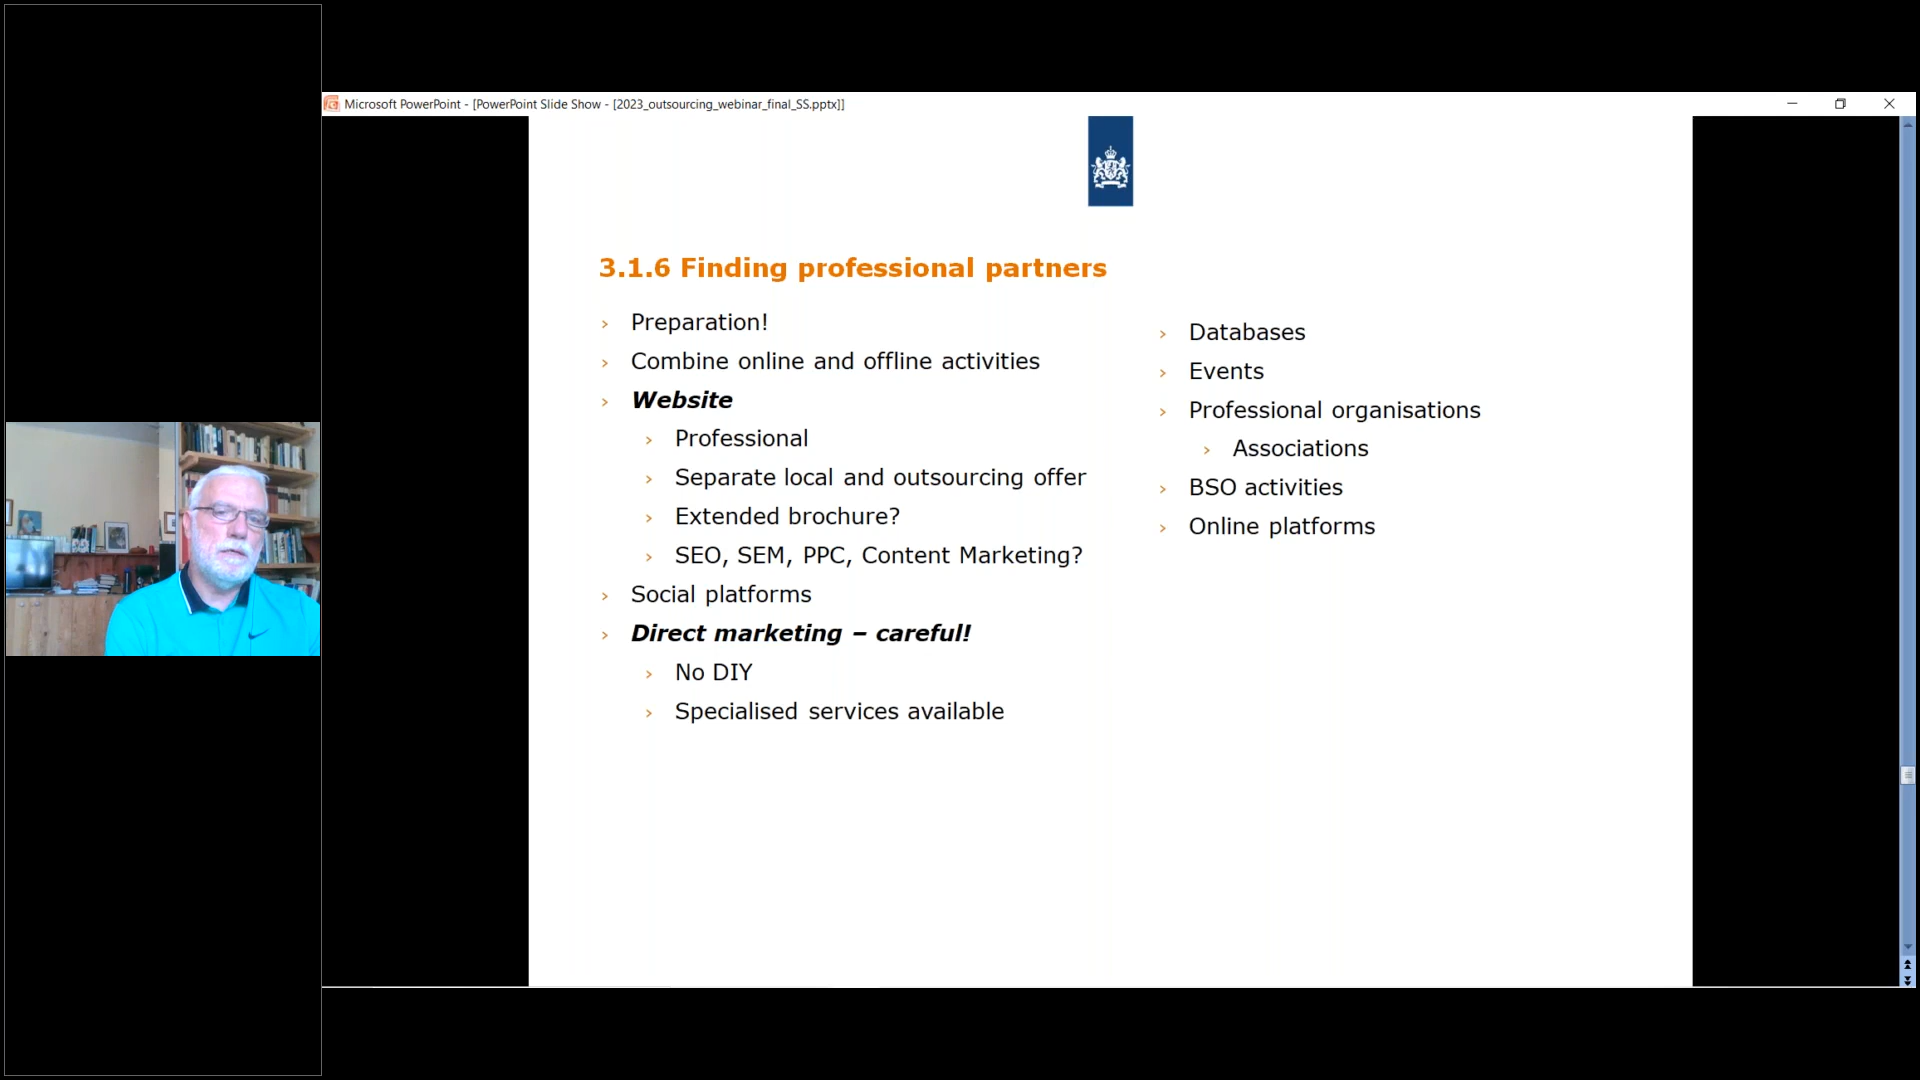 Microsoft PowerPoint - [PowerPoint Slide Show - [2023_outsourcing_webinar_final_SS.pptx]]
3.1.6 Finding professional partners
› Preparation!
› Combine online and offline activities
› Website
› Professional
› Separate local and outsourcing offer
› Extended brochure?
› SEO, SEM, PPC, Content Marketing?
› Social platforms
› Direct marketing – careful!
› No DIY
› Specialised services available
› Databases
› Events
› Professional organisations
› Associations
› BSO activities
› Online platforms